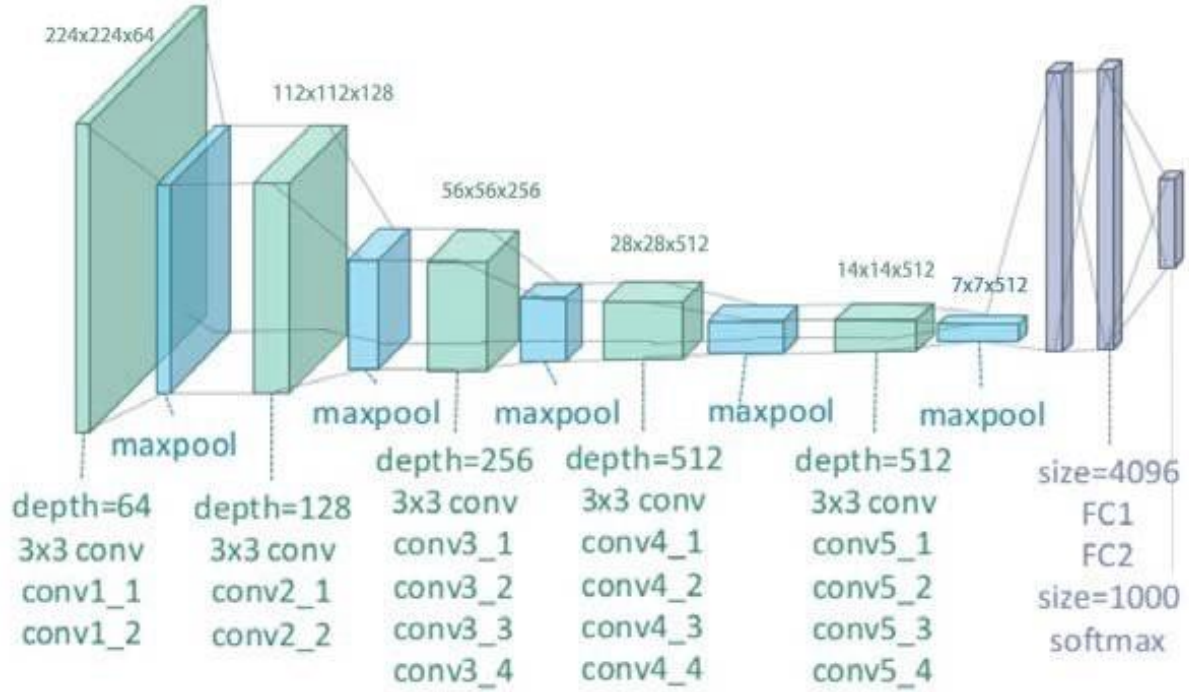 224x224x64
112x112x128
56x56x256
28x28x512
14x14x512
7x7x512
maxpool
maxpool
maxpool
maxpool
maxpool
depth=64
3x3 conv
conv1_1
conv1_2
depth=128
3x3 conv
conv2_1
conv2_2
depth=256
3x3 conv
conv3_1
conv3_2
conv3_3
conv3_4
depth=512
3x3 conv
conv4_1
conv4_2
conv4_3
conv4_4
depth=512
3x3 conv
conv5_1
conv5_2
conv5_3
conv5_4
size=4096
FC1
FC2
size=1000
softmax